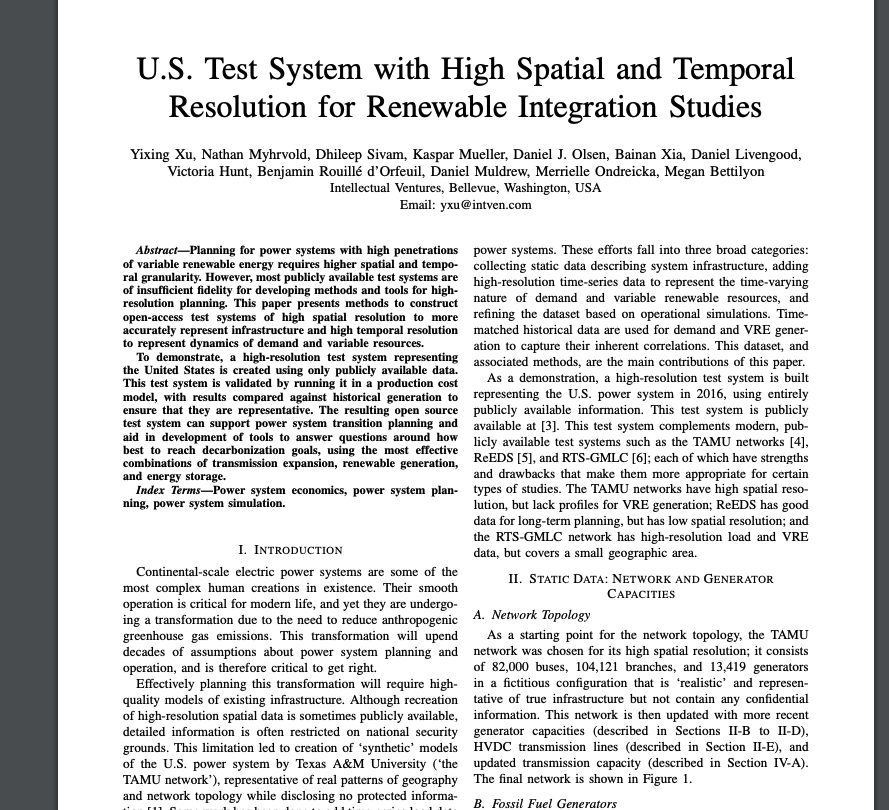 U.S. Test System with High Spatial and Temporal
Resolution for Renewable Integration Studies
Yixing Xu, Nathan Myhrvold, Dhileep Sivam, Kaspar Mueller, Daniel J. Olsen, Bainan Xia, Daniel Livengood,
Victoria Hunt, Benjamin Rouillé d'Orfeuil, Daniel Muldrew, Merrielle Ondreicka, Megan Bettilyon
Intellectual Ventures, Bellevue, Washington, USA
Email: yxu@intven.com
Abstract—Planning for power systems with high penetrations
of variable renewable energy requires higher spatial and tempo-
ral granularity. However, most publicly available test systems are
of insufficient fidelity for developing methods and tools for high-
resolution planning. This paper presents methods to construct
open-access test systems of high spatial resolution to more
accurately represent infrastructure and high temporal resolution
to represent dynamics of demand and variable resources.
To demonstrate, a high-resolution test system representing
the United States is created using only publicly available data.
This test system is validated by running it in a production cost
model, with results compared against historical generation to
ensure that they are representative. The resulting open source
test system can support power system transition planning and
aid in development of tools to answer questions around how
best to reach decarbonization goals, using the most effective
combinations of transmission expansion, renewable generation,
and energy storage.
Index Terms—Power system economics, power system plan-
ning, power system simulation.
I. INTRODUCTION
Continental-scale electric power systems are some of the
most complex human creations in existence. Their smooth
operation is critical for modern life, and yet they are undergo-
ing a transformation due to the need to reduce anthropogenic
greenhouse gas emissions. This transformation will upend
decades of assumptions about power system planning and
operation, and is therefore critical to get right.
Effectively planning this transformation will require high-
quality models of existing infrastructure. Although recreation
of high-resolution spatial data is sometimes publicly available,
detailed information is often restricted on national security
grounds. This limitation led to creation of 'synthetic' models
of the U.S. power system by Texas A&M University ('the
TAMU network'), representative of real patterns of geography
and network topology while disclosing no protected informa-
power systems. These efforts fall into three broad categories:
collecting static data describing system infrastructure, adding
high-resolution time-series data to represent the time-varying
nature of demand and variable renewable resources, and
refining the dataset based on operational simulations. Time-
matched historical data are used for demand and VRE gener-
ation to capture their inherent correlations. This dataset, and
associated methods, are the main contributions of this paper.
As a demonstration, a high-resolution test system is built
representing the U.S. power system in 2016, using entirely
publicly available information. This test system is publicly
available at [3]. This test system complements modern, pub-
licly available test systems such as the TAMU networks [4],
ReEDS [5], and RTS-GMLC [6]; each of which have strengths
and drawbacks that make them more appropriate for certain
types of studies. The TAMU networks have high spatial reso-
lution, but lack profiles for VRE generation; ReEDS has good
data for long-term planning, but has low spatial resolution; and
the RTS-GMLC network has high-resolution load and VRE
data, but covers a small geographic area.
II. STATIC DATA: NETWORK AND GENERATOR
CAPACITIES
A. Network Topology
As a starting point for the network topology, the TAMU
network was chosen for its high spatial resolution; it consists
of 82,000 buses, 104,121 branches, and 13,419 generators
in a fictitious configuration that is 'realistic' and represen-
tative of true infrastructure but not contain any confidential
information. This network is then updated with more recent
generator capacities (described in Sections II-B to II-D),
HVDC transmission lines (described in Section II-E), and
updated transmission capacity (described in Section IV-A).
The final network is shown in Figure 1.
B. Fossil Fuel Generators